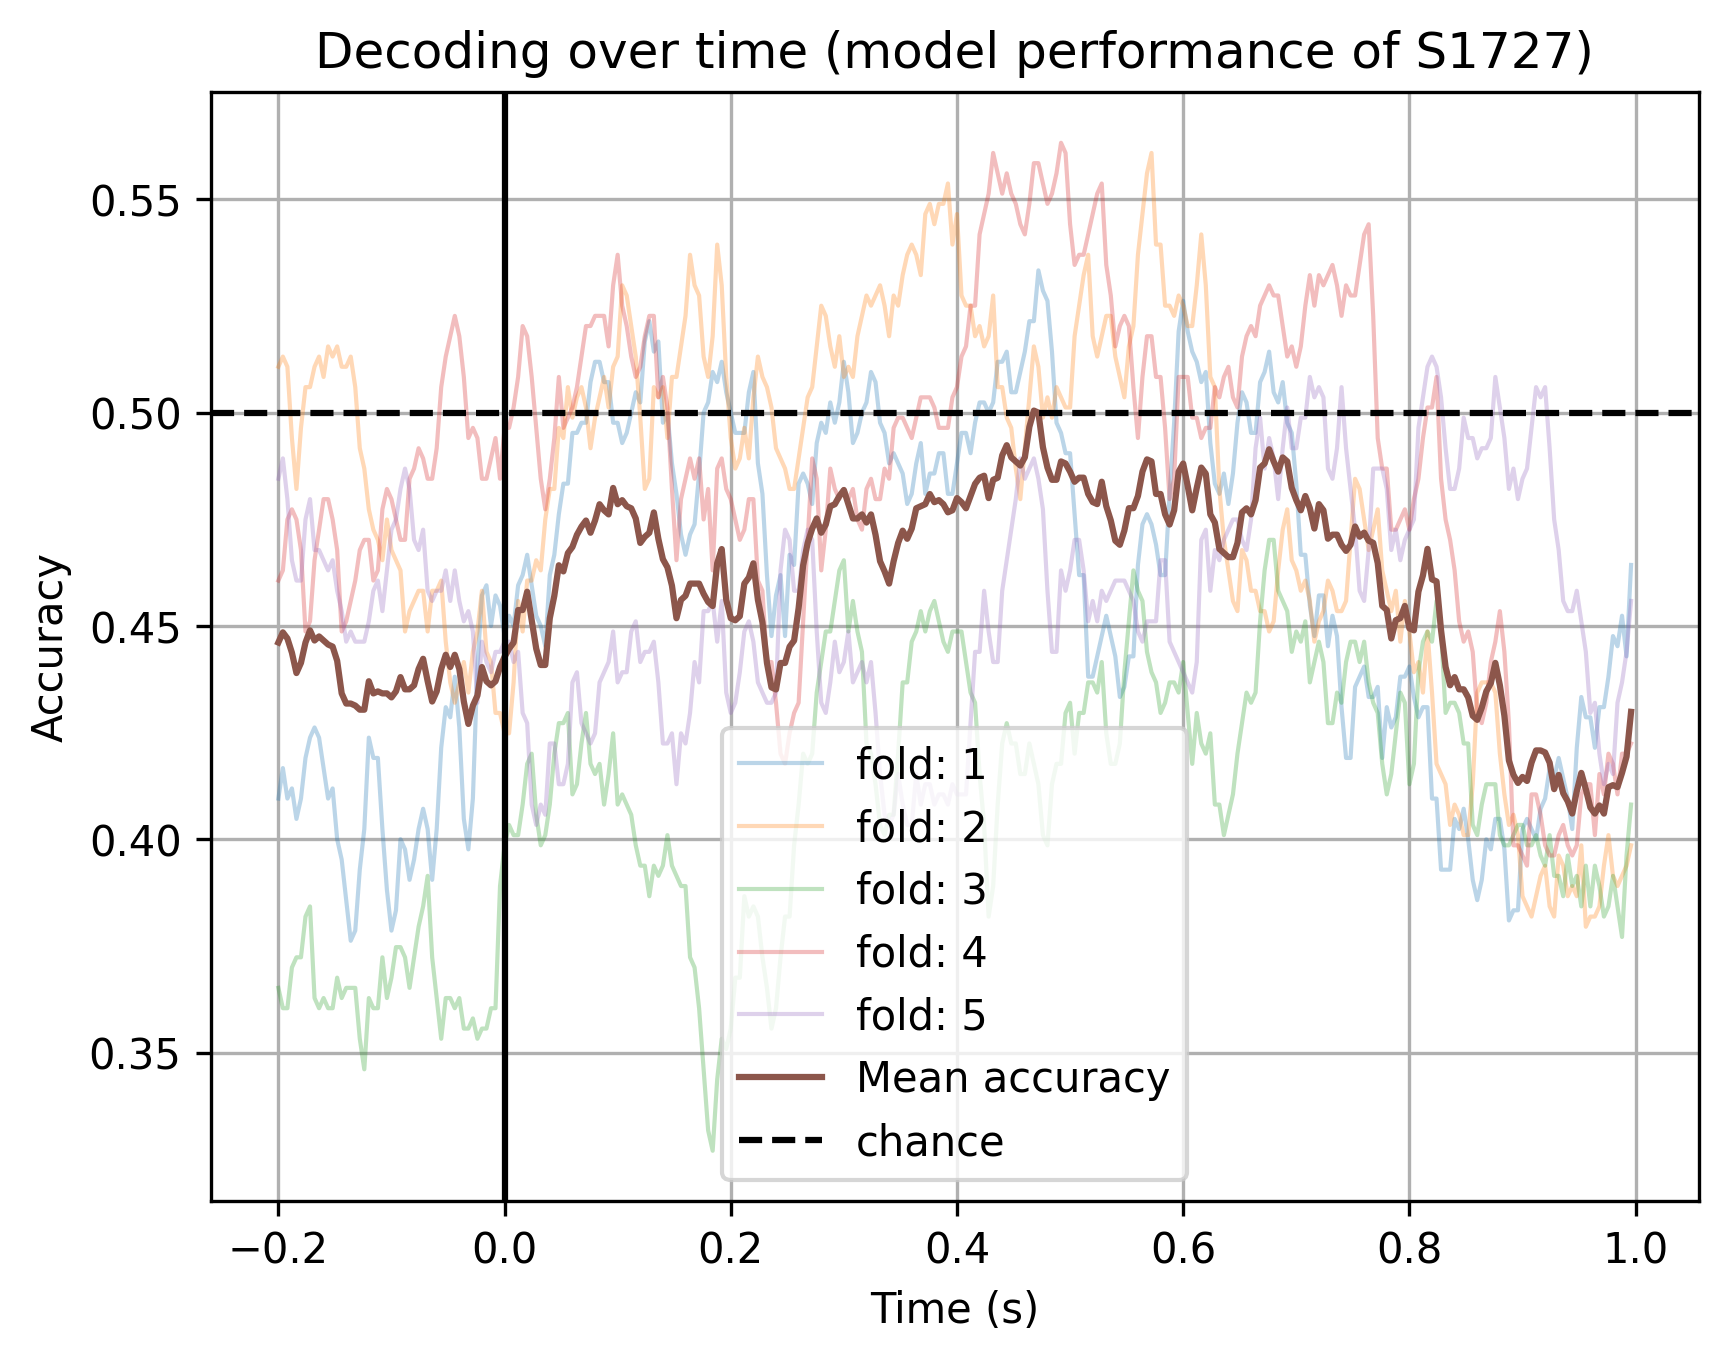 Decoding over time (model performance of S1727)
Accuracy
0.55
0.50
0.45
0.40
0.35
fold: 1
fold: 2
fold: 3
fold: 4
fold: 5
Mean accuracy
chance
−0.2 0.0 0.2 0.4 0.6 0.8 1.0
Time (s)